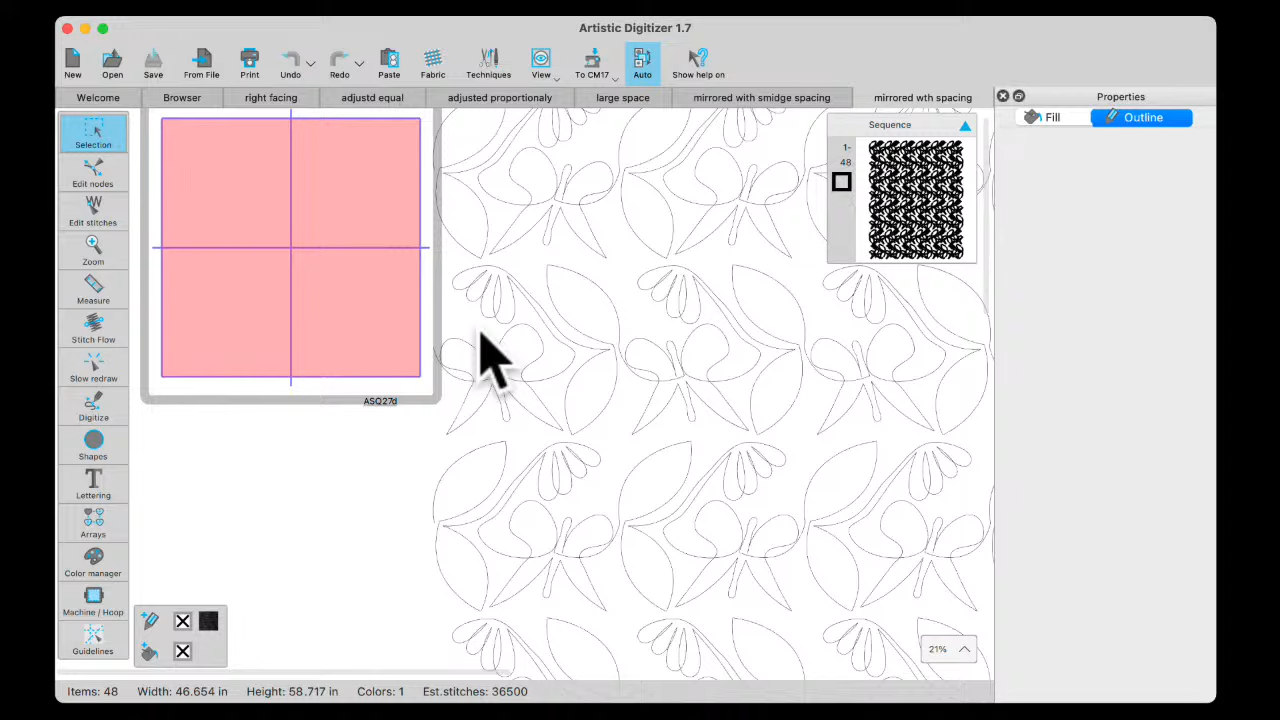 Artistic Digitizer 1.7
New Open Save From File Print Undo Redo Paste Fabric Techniques View To CM17 Auto Show help on
Welcome Browser right facing adjustd equal adjusted proportionaly large space mirrored with smidge spacing mirrored wth spacing
Properties
Fill Outline
Sequence
1-
48
Selection
Edit nodes
Edit stitches
Zoom
Measure
Stitch Flow
Slow redraw
Digitize
Shapes
Lettering
Arrays
Color manager
Machine / Hoop
Guidelines
ASQ27d
21%
Items: 48 Width: 46.654 in Height: 58.717 in Colors: 1 Est.stitches: 36500